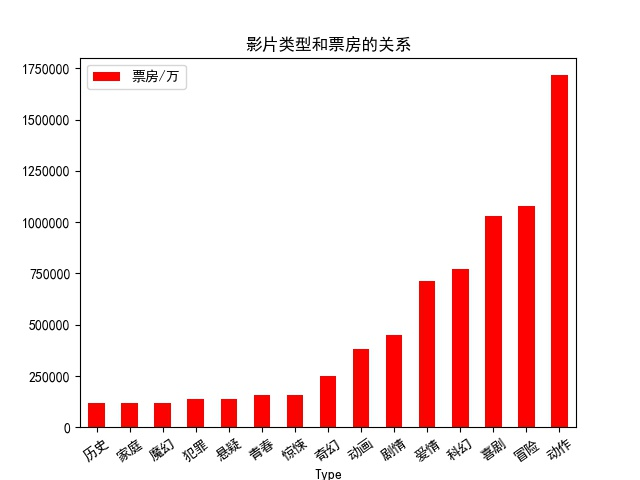 影片类型和票房的关系
票房/万
1750000
1500000
1250000
1000000
750000
500000
250000
0
历史 家庭 魔幻 犯罪 悬疑 青春 惊悚 奇幻 动画 剧情 爱情 科幻 喜剧 冒险 动作
Type